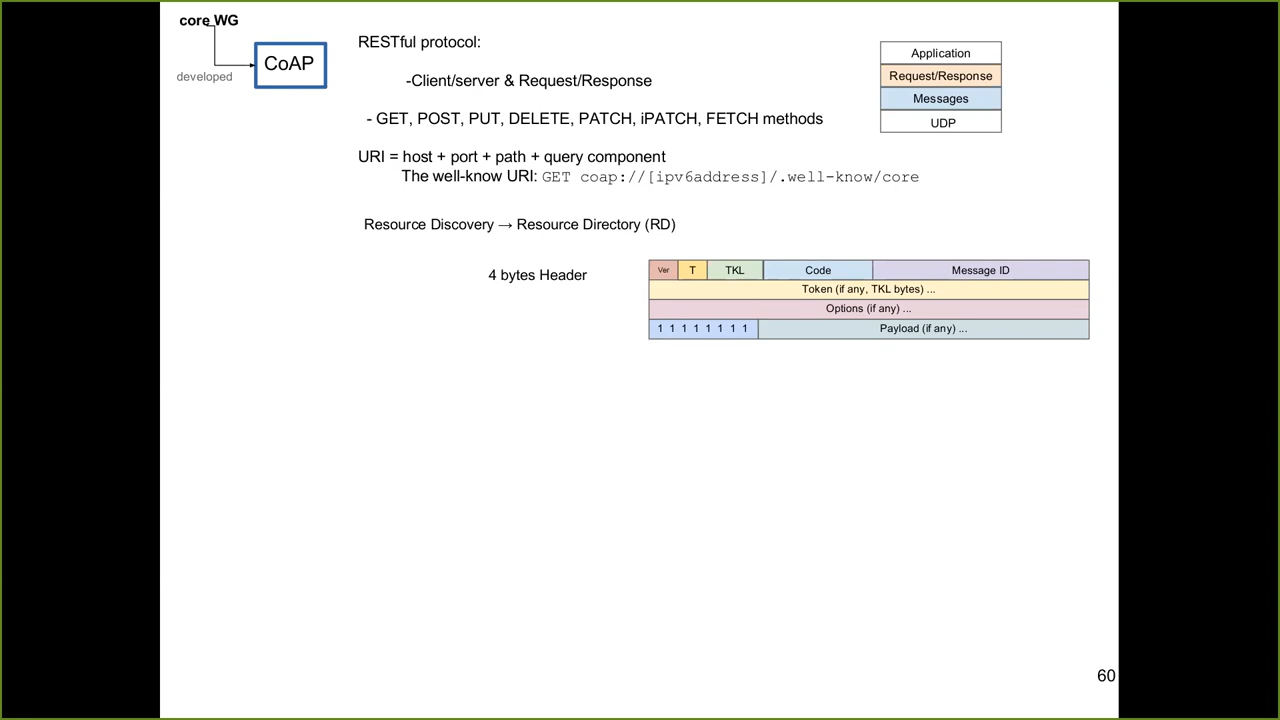 core WG
developed
CoAP
RESTful protocol:
-Client/server & Request/Response
- GET, POST, PUT, DELETE, PATCH, iPATCH, FETCH methods
URI = host + port + path + query component
The well-know URI: GET coap://[ipv6address]/.well-know/core
Resource Discovery → Resource Directory (RD)
Application
Request/Response
Messages
UDP
4 bytes Header
Ver T TKL Code Message ID
Token (if any, TKL bytes) ...
Options (if any) ...
1 1 1 1 1 1 1 1 Payload (if any) ...
60